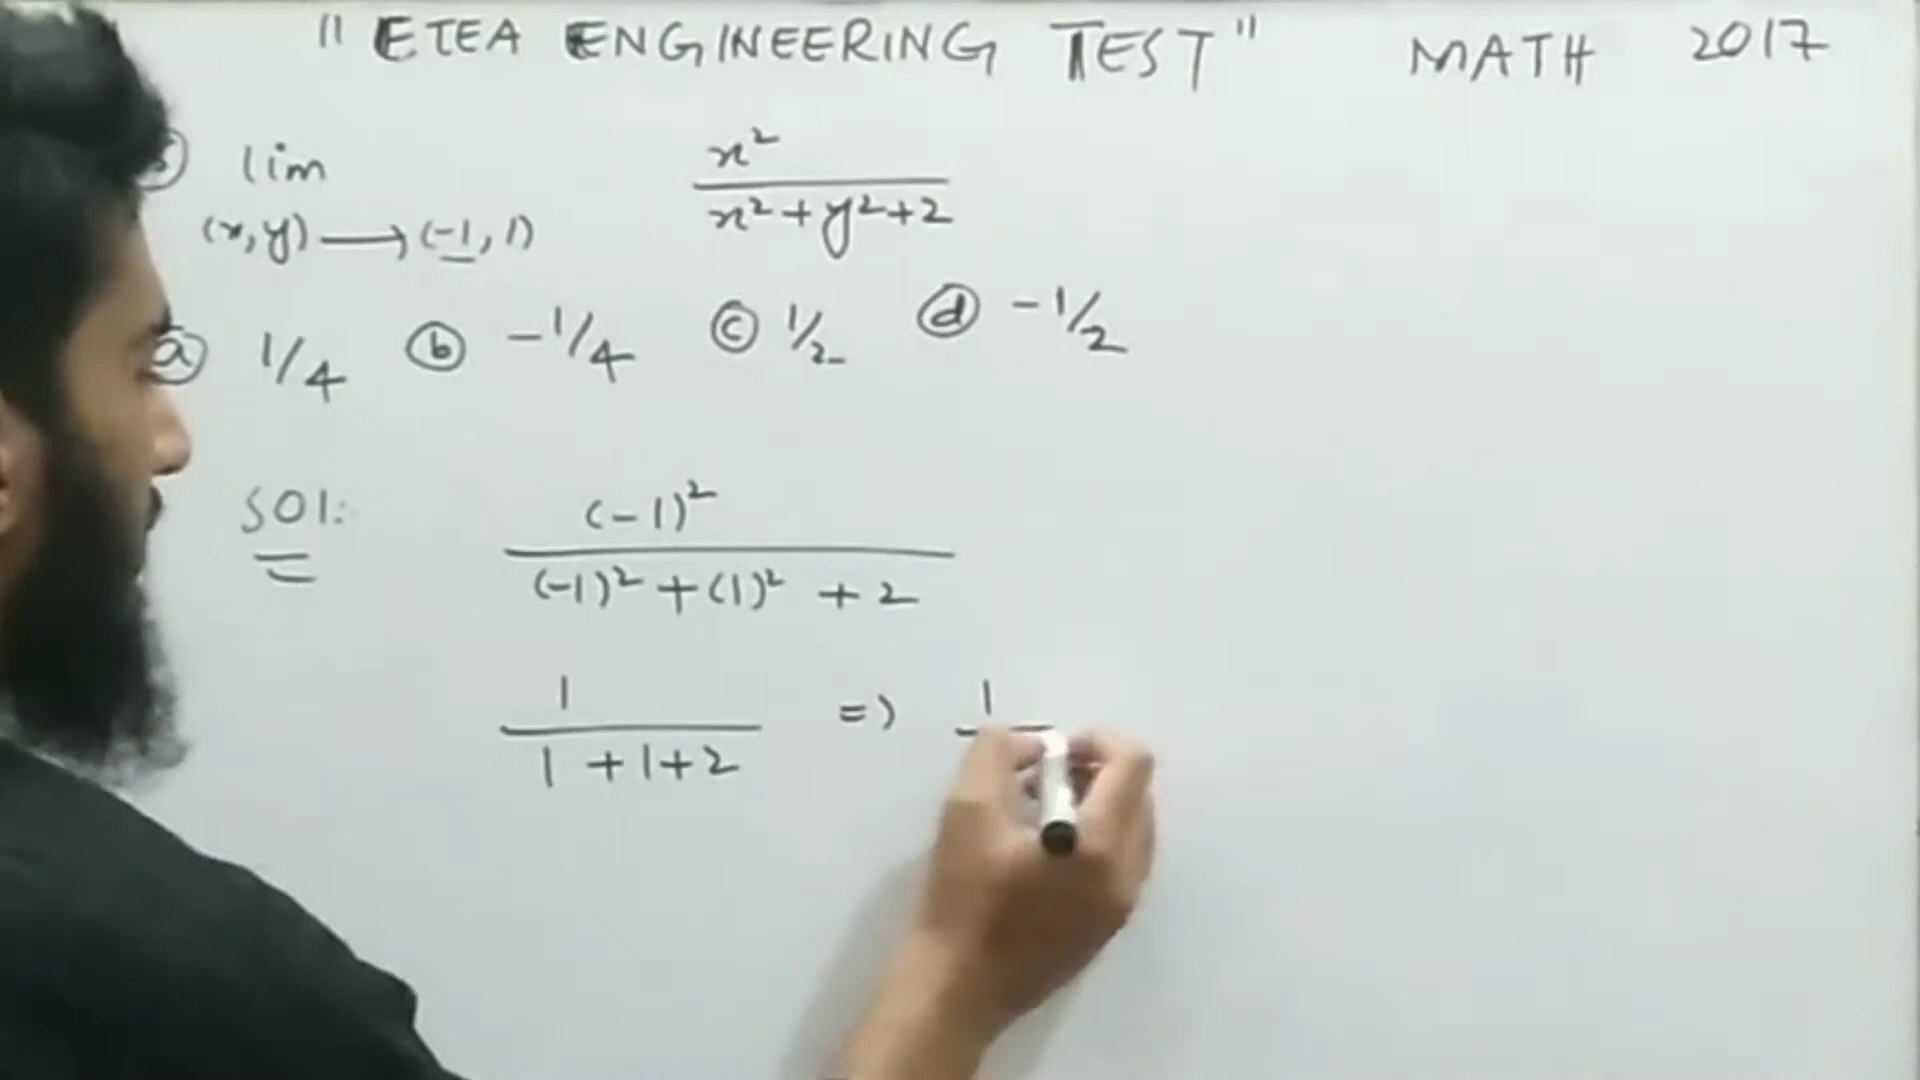 "ETEA ENGINEERING TEST" MATH 2017
lim x²/(x²+y²+2)
(x,y) → (-1,1)
ⓐ 1/4 ⓑ -1/4 ⓒ 1/2 ⓓ -1/2
SOl: (-1)²/((-1)²+(1)²+2)
1/(1+1+2) => 1